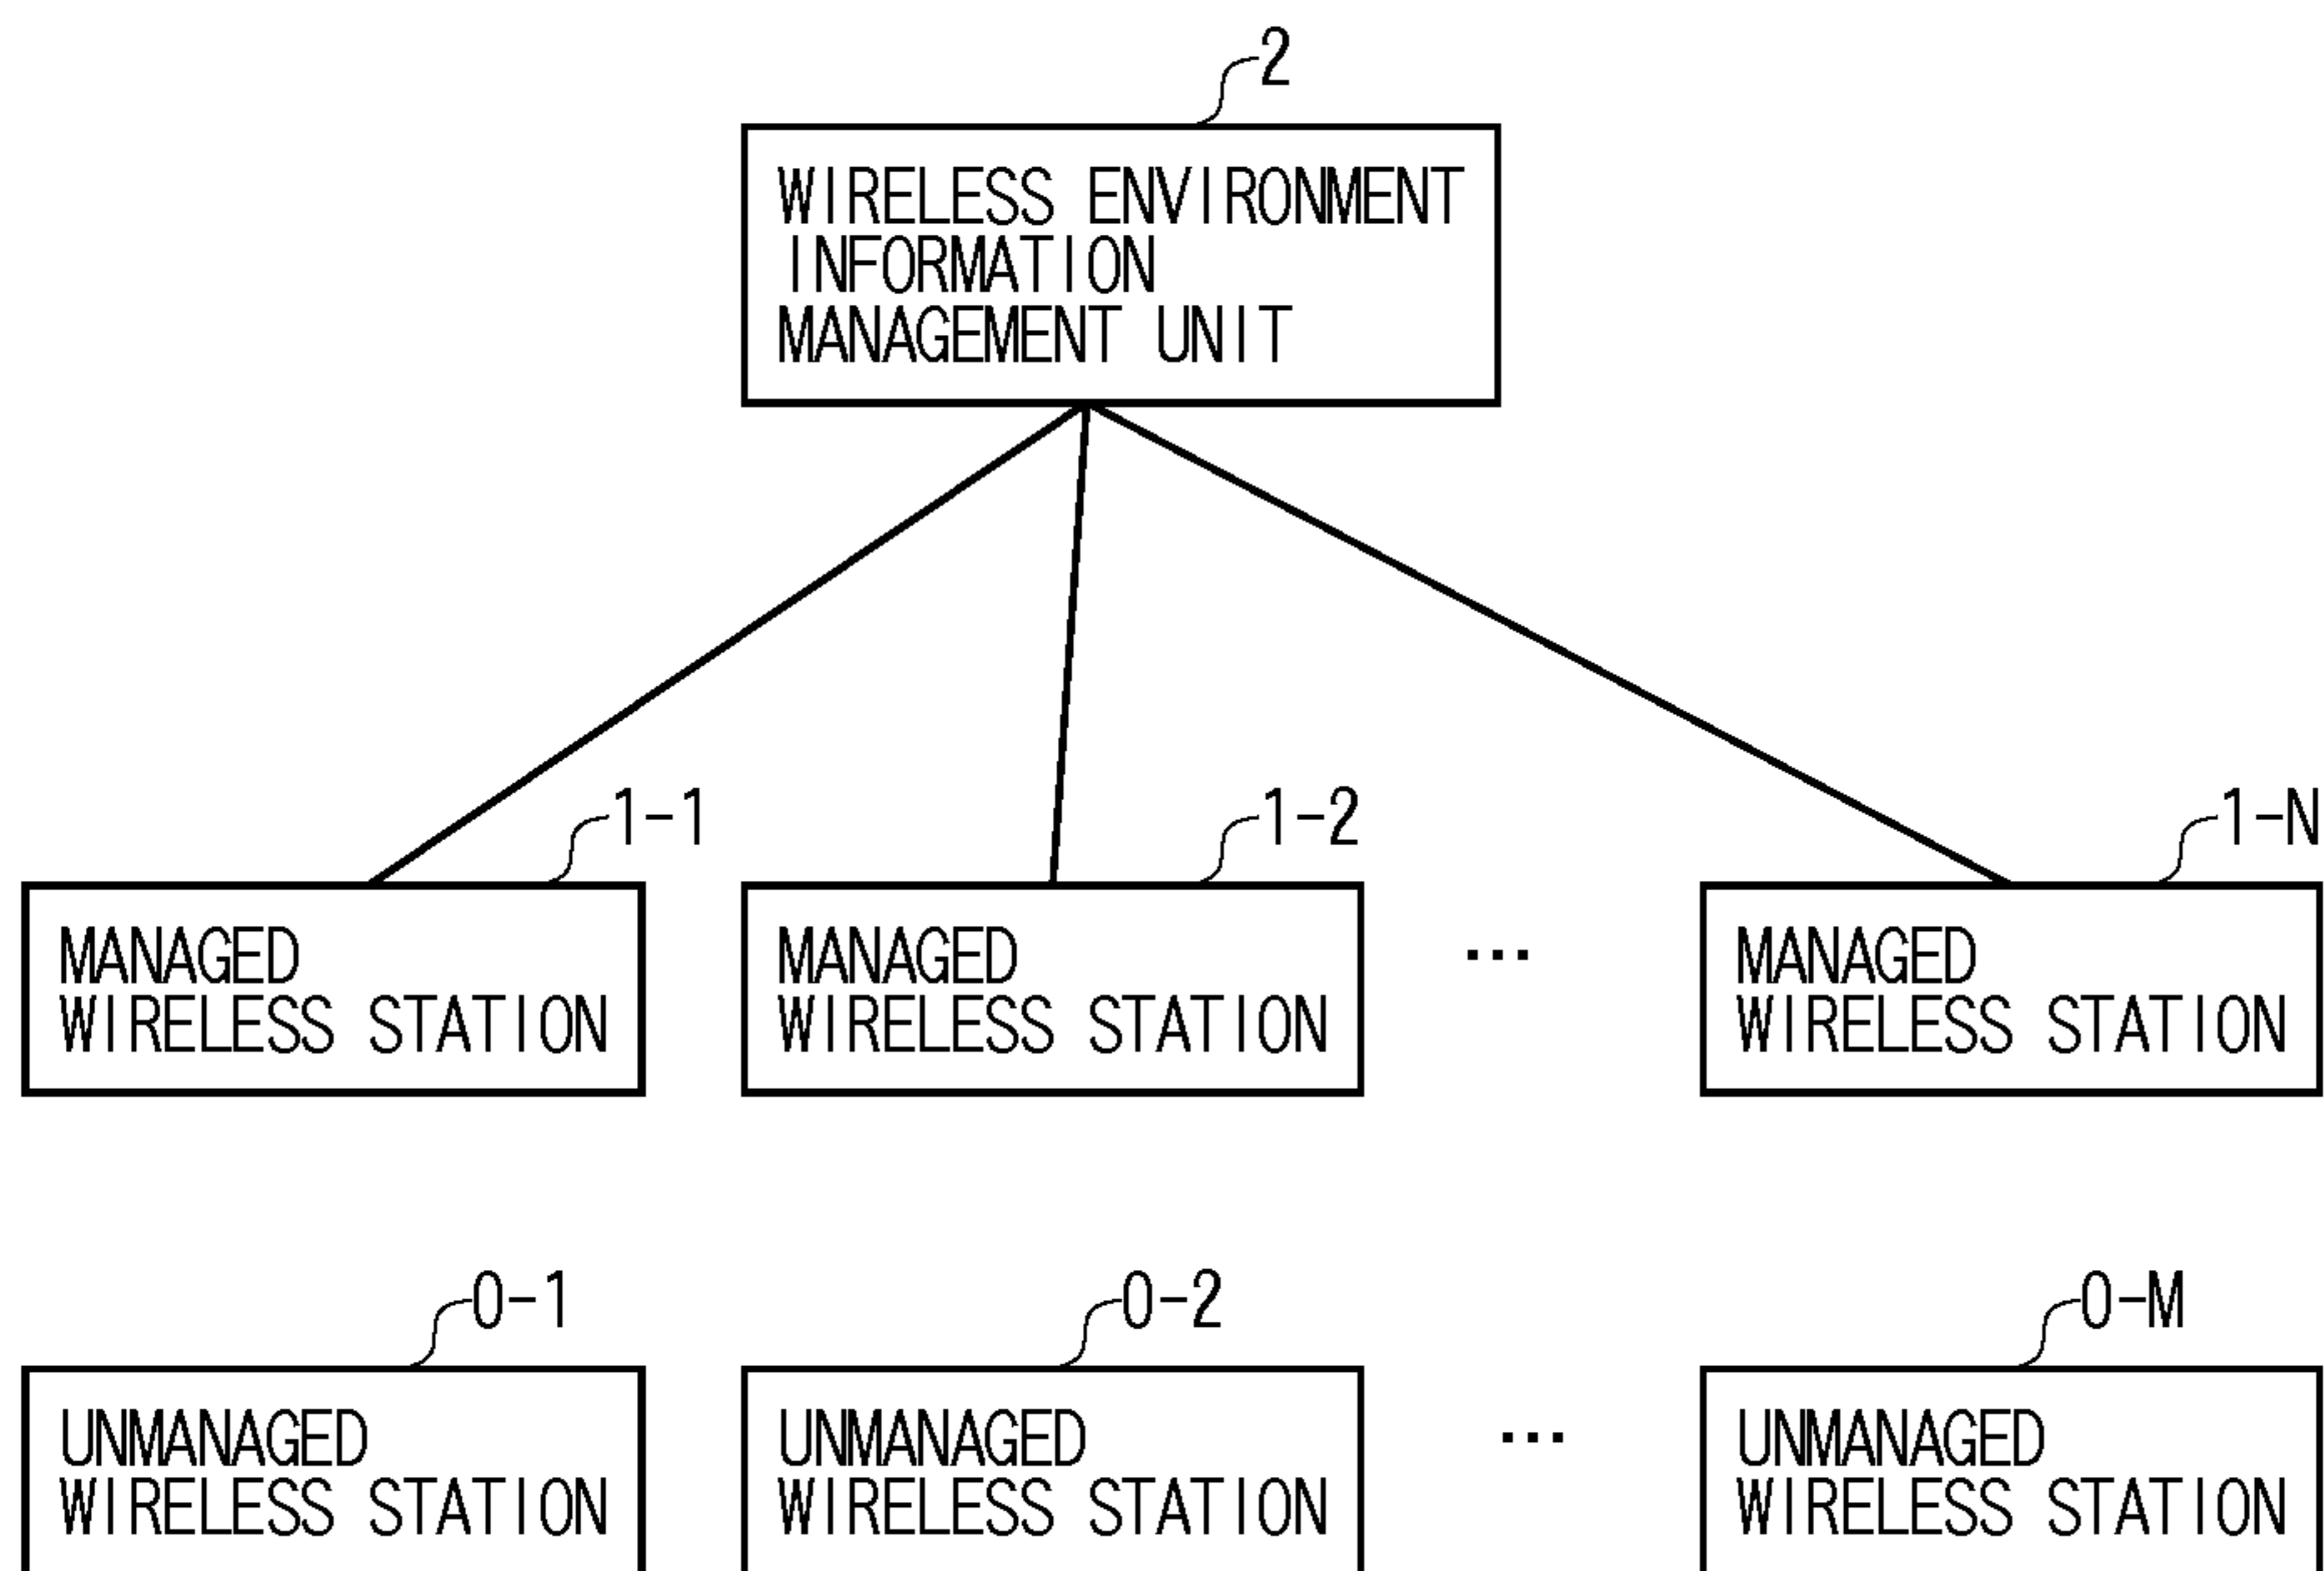 2
WIRELESS ENVIRONMENT
INFORMATION
MANAGEMENT UNIT
1-1
1-2
1-N
MANAGED
WIRELESS STATION
MANAGED
WIRELESS STATION
...
MANAGED
WIRELESS STATION
0-1
0-2
0-M
UNMANAGED
WIRELESS STATION
UNMANAGED
WIRELESS STATION
...
UNMANAGED
WIRELESS STATION